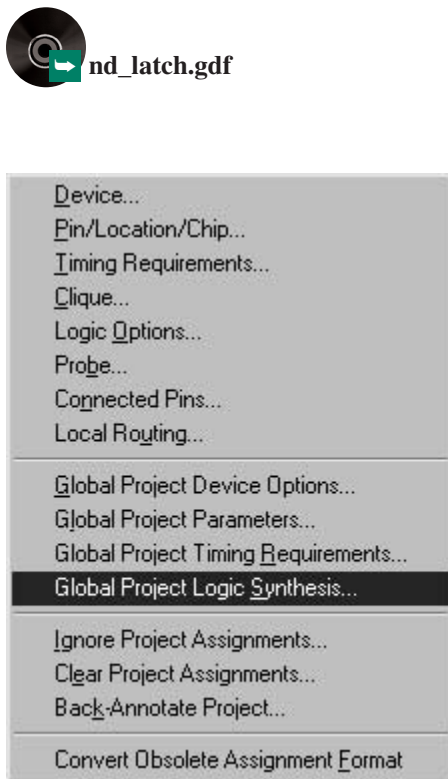 nd_latch.gdf
Device...
Pin/Location/Chip...
Timing Requirements...
Clique...
Logic Options...
Probe...
Connected Pins...
Local Routing...
Global Project Device Options...
Global Project Parameters...
Global Project Timing Requirements...
Global Project Logic Synthesis...
Ignore Project Assignments...
Clear Project Assignments...
Back-Annotate Project...
Convert Obsolete Assignment Format